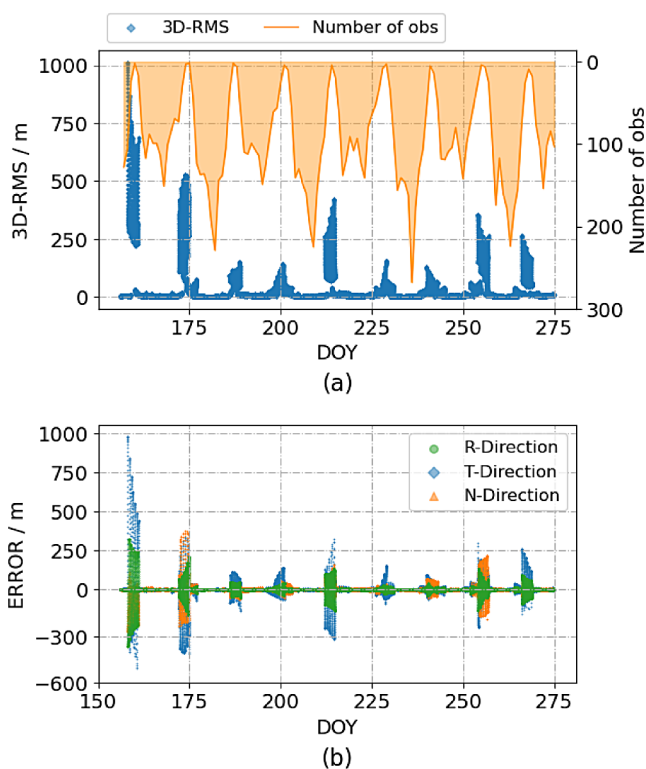 3D-RMS Number of obs
1000 0
750
100
500
3D-RMS / m Number of obs
250 200
0
300
175 200 225 250 275
DOY
(a)
1000
R-Direction
750
T-Direction
500
N-Direction
250
ERROR / m
0
−300
−600
150 175 200 225 250 275
DOY
(b)